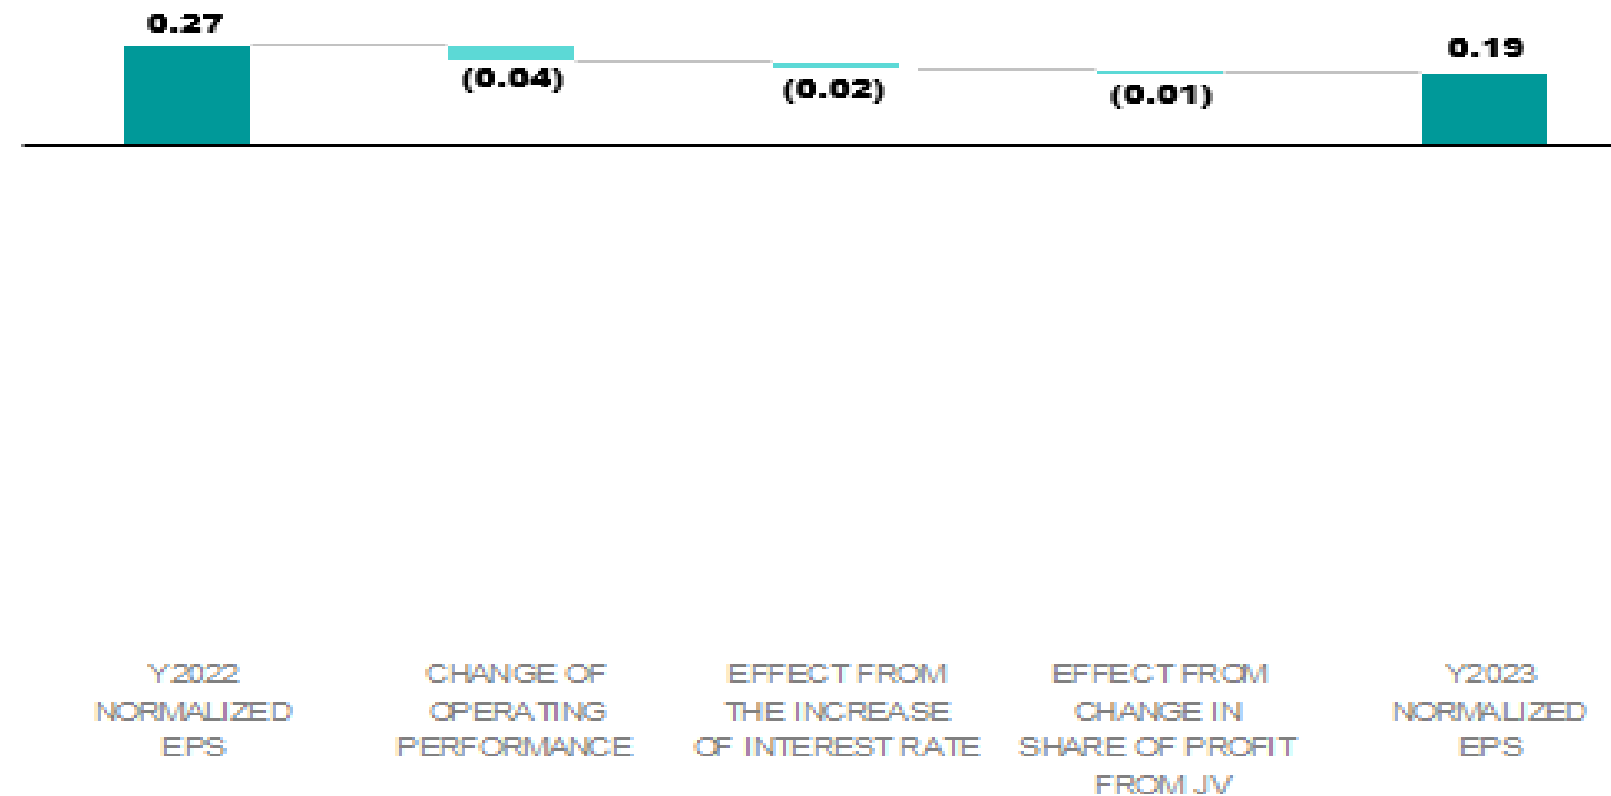 0.27
(0.04)
(0.02)
(0.01)
0.19
Y2022
NORMALIZED
EPS
CHANGE OF
OPERATING
PERFORMANCE
EFFECT FROM
THE INCREASE
OF INTEREST RATE
EFFECT FROM
CHANGE IN
SHARE OF PROFIT
FROM JV
Y2023
NORMALIZED
EPS